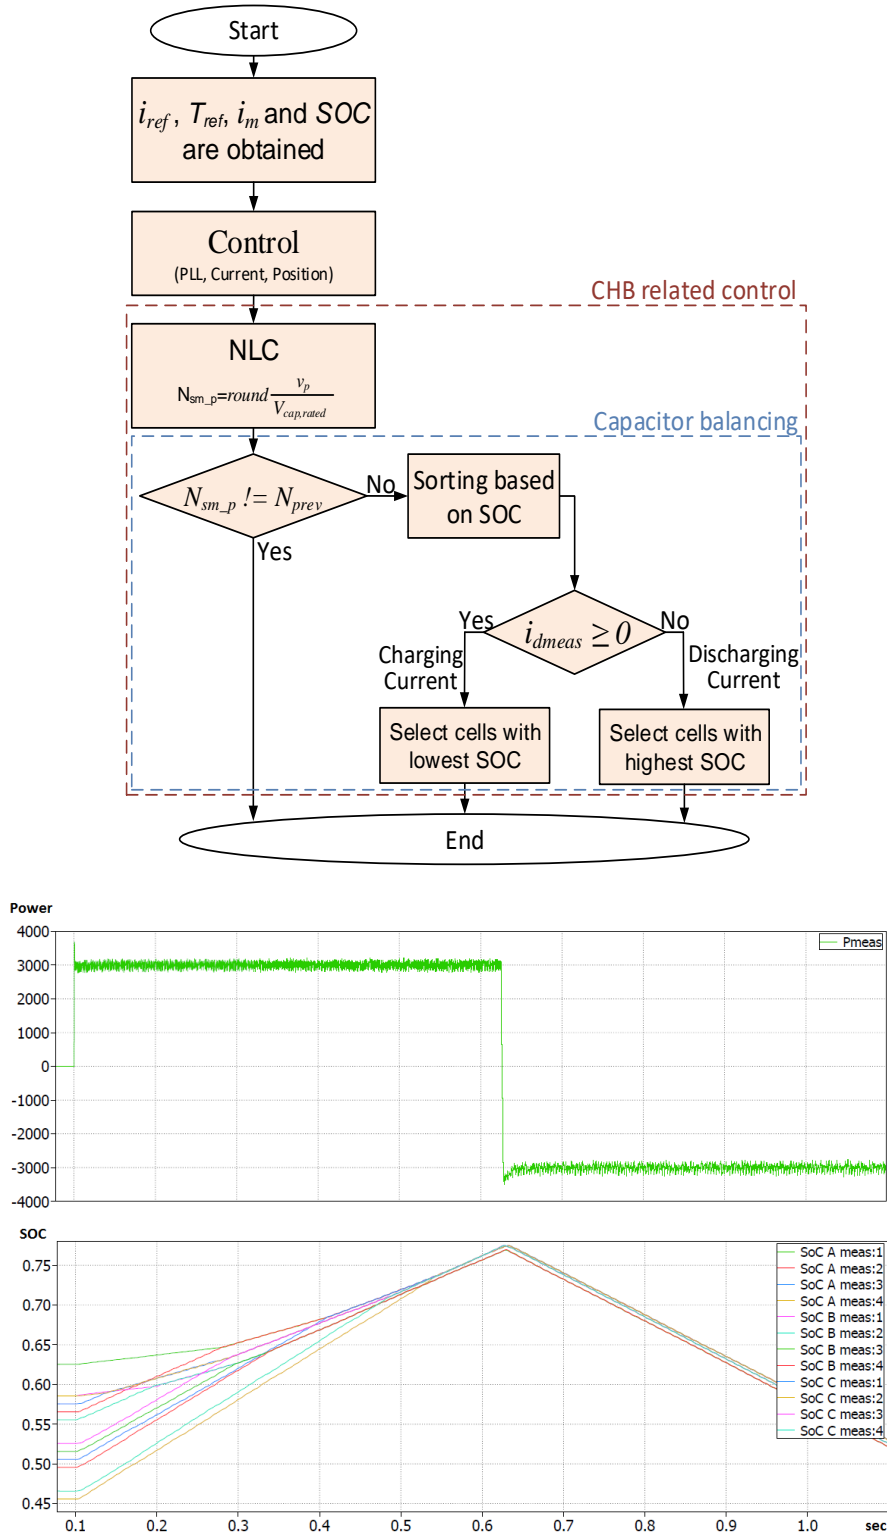 Start
i_ref, T_ref, i_m and SOC
are obtained
Control
(PLL, Current, Position)
CHB related control
NLC
N_sm_p=round v_p / V_cap,rated
Capacitor balancing
N_sm_p != N_prev
No
Sorting based
on SOC
Yes
i_dmeas ≥ 0
Yes
No
Charging
Current
Discharging
Current
Select cells with
lowest SOC
Select cells with
highest SOC
End
Power
4000
3000
2000
1000
0
-1000
-2000
-3000
-4000
Pmeas
SOC
0.75
0.70
0.65
0.60
0.55
0.50
0.45
SoC A meas:1
SoC A meas:2
SoC A meas:3
SoC A meas:4
SoC B meas:1
SoC B meas:2
SoC B meas:3
SoC B meas:4
SoC C meas:1
SoC C meas:2
SoC C meas:3
SoC C meas:4
0.1 0.2 0.3 0.4 0.5 0.6 0.7 0.8 0.9 1.0 sec